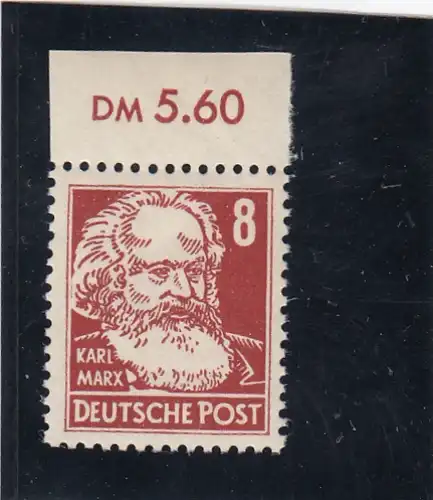 DM 5.60
8
KARL
MARX
DEUTSCHE POST